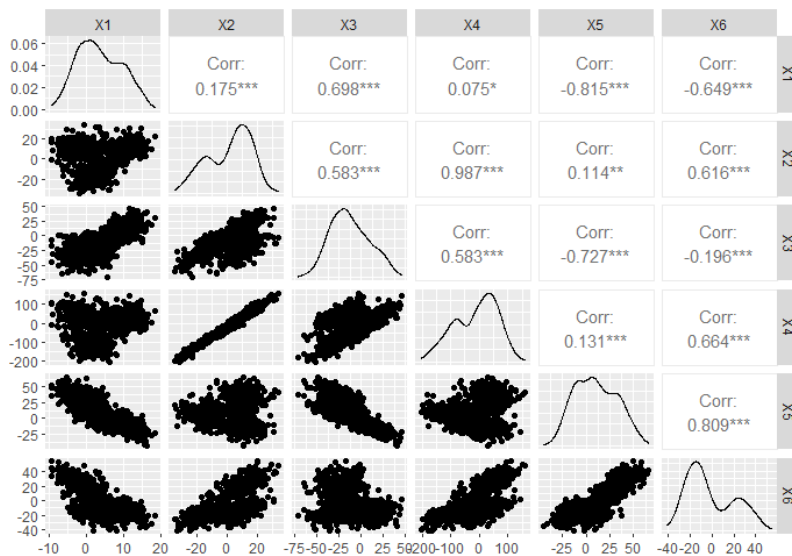 X1 X2 X3 X4 X5 X6
0.06
0.04
0.02
0.00
Corr:
0.175***
Corr:
0.698***
Corr:
0.075*
Corr:
-0.815***
Corr:
-0.649***
X1
20
0
-20
Corr:
0.583***
Corr:
0.987***
Corr:
0.114**
Corr:
0.616***
X2
50
25
0
-25
-50
-75
Corr:
0.583***
Corr:
-0.727***
Corr:
-0.196***
X3
100
0
-100
-200
Corr:
0.131***
Corr:
0.664***
X4
50
25
0
-25
Corr:
0.809***
X5
40
20
0
-20
-40
X6
-10 0 10 20
-20 0 20
-75 -50 -25 0 25 50
-200 -100 0 100
-25 0 25 50
-40 -20 0 20 40